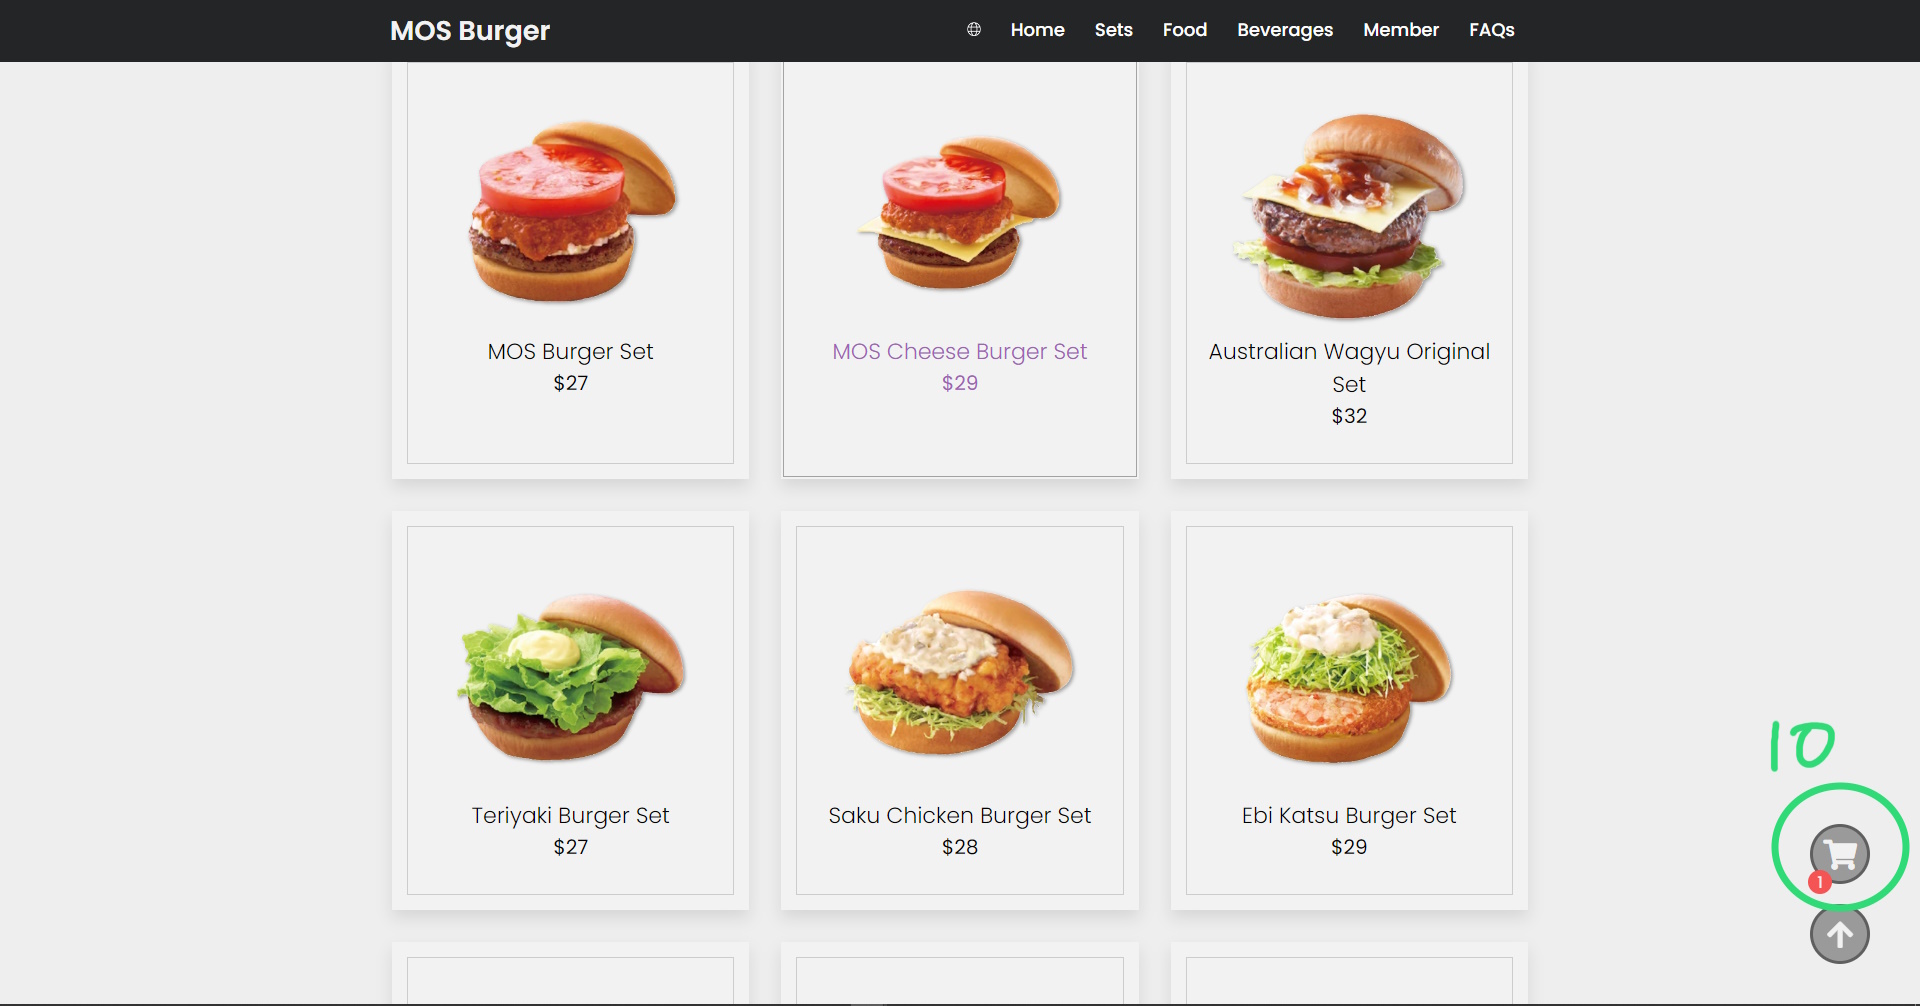 MOS Burger
Home Sets Food Beverages Member FAQs
MOS Burger Set
$27
MOS Cheese Burger Set
$29
Australian Wagyu Original
Set
$32
Teriyaki Burger Set
$27
Saku Chicken Burger Set
$28
Ebi Katsu Burger Set
$29
10
1